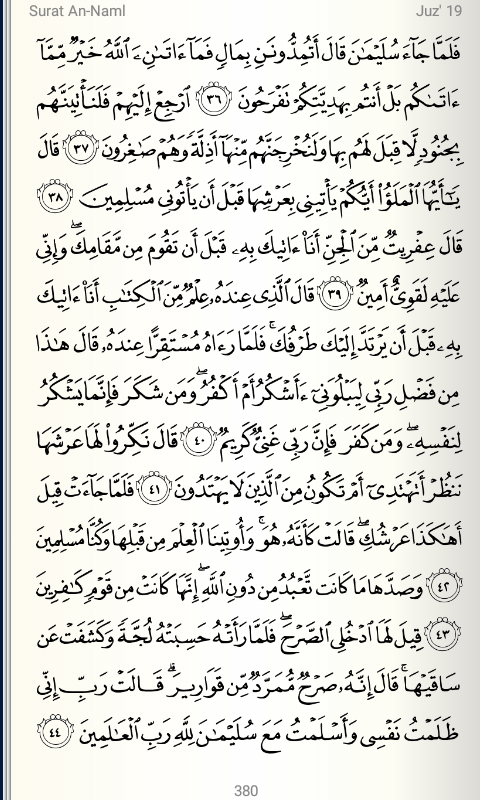 Surat An-Naml Juz' 19
فَلَمَّا جَآءَ سُلَيْمَٰنَ قَالَ أَتُمِدُّونَنِ بِمَالٍ فَمَآ ءَاتَىٰنِۦَ ٱللَّهُ خَيْرٌ مِّمَّآ
ءَاتَىٰكُم بَلْ أَنتُم بِهَدِيَّتِكُمْ تَفْرَحُونَ ٣٦ ٱرْجِعْ إِلَيْهِمْ فَلَنَأْتِيَنَّهُم
بِجُنُودٍ لَّا قِبَلَ لَهُم بِهَا وَلَنُخْرِجَنَّهُم مِّنْهَآ أَذِلَّةً وَهُمْ صَٰغِرُونَ ٣٧ قَالَ
يَٰٓأَيُّهَا ٱلْمَلَؤُا۟ أَيُّكُمْ يَأْتِينِى بِعَرْشِهَا قَبْلَ أَن يَأْتُونِى مُسْلِمِينَ ٣٨
قَالَ عِفْرِيتٌ مِّنَ ٱلْجِنِّ أَنَا۠ ءَاتِيكَ بِهِۦ قَبْلَ أَن تَقُومَ مِن مَّقَامِكَ ۖ وَإِنِّى
عَلَيْهِ لَقَوِىٌّ أَمِينٌ ٣٩ قَالَ ٱلَّذِى عِندَهُۥ عِلْمٌ مِّنَ ٱلْكِتَٰبِ أَنَا۠ ءَاتِيكَ
بِهِۦ قَبْلَ أَن يَرْتَدَّ إِلَيْكَ طَرْفُكَ ۚ فَلَمَّا رَءَاهُ مُسْتَقِرًّا عِندَهُۥ قَالَ هَٰذَا
مِن فَضْلِ رَبِّى لِيَبْلُوَنِىٓ ءَأَشْكُرُ أَمْ أَكْفُرُ ۖ وَمَن شَكَرَ فَإِنَّمَا يَشْكُرُ
لِنَفْسِهِۦ ۖ وَمَن كَفَرَ فَإِنَّ رَبِّى غَنِىٌّ كَرِيمٌ ٤٠ قَالَ نَكِّرُوا۟ لَهَا عَرْشَهَا
نَنظُرْ أَتَهْتَدِىٓ أَمْ تَكُونُ مِنَ ٱلَّذِينَ لَا يَهْتَدُونَ ٤١ فَلَمَّا جَآءَتْ قِيلَ
أَهَٰكَذَا عَرْشُكِ ۖ قَالَتْ كَأَنَّهُۥ هُوَ ۚ وَأُوتِينَا ٱلْعِلْمَ مِن قَبْلِهَا وَكُنَّا مُسْلِمِينَ
٤٢ وَصَدَّهَا مَا كَانَت تَّعْبُدُ مِن دُونِ ٱللَّهِ ۖ إِنَّهَا كَانَتْ مِن قَوْمٍ كَٰفِرِينَ
٤٣ قِيلَ لَهَا ٱدْخُلِى ٱلصَّرْحَ ۖ فَلَمَّا رَأَتْهُ حَسِبَتْهُ لُجَّةً وَكَشَفَتْ عَن
سَاقَيْهَا ۚ قَالَ إِنَّهُۥ صَرْحٌ مُّمَرَّدٌ مِّن قَوَارِيرَ ۗ قَالَتْ رَبِّ إِنِّى
ظَلَمْتُ نَفْسِى وَأَسْلَمْتُ مَعَ سُلَيْمَٰنَ لِلَّهِ رَبِّ ٱلْعَٰلَمِينَ ٤٤
380